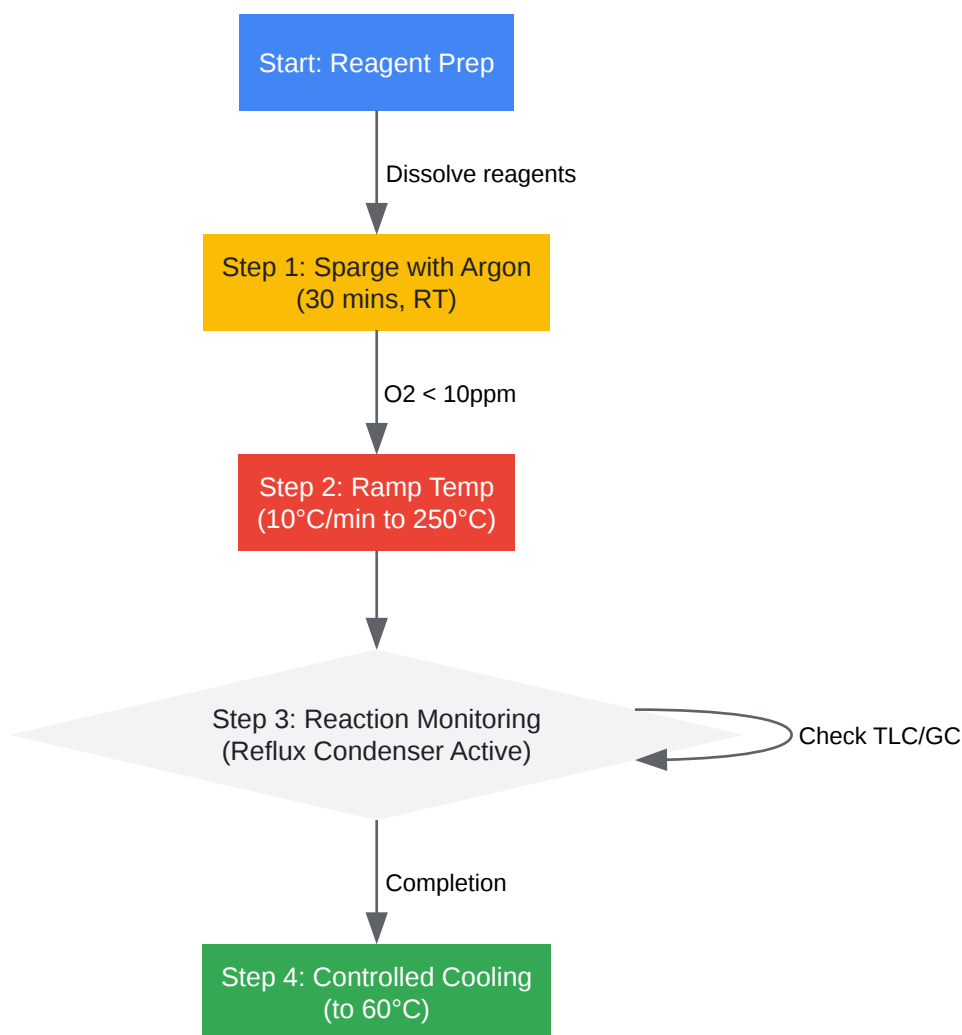 Start: Reagent Prep
Dissolve reagents
Step 1: Sparge with Argon
(30 mins, RT)
O2 < 10ppm
Step 2: Ramp Temp
(10°C/min to 250°C)
Step 3: Reaction Monitoring
(Reflux Condenser Active)
Check TLC/GC
Completion
Step 4: Controlled Cooling
(to 60°C)